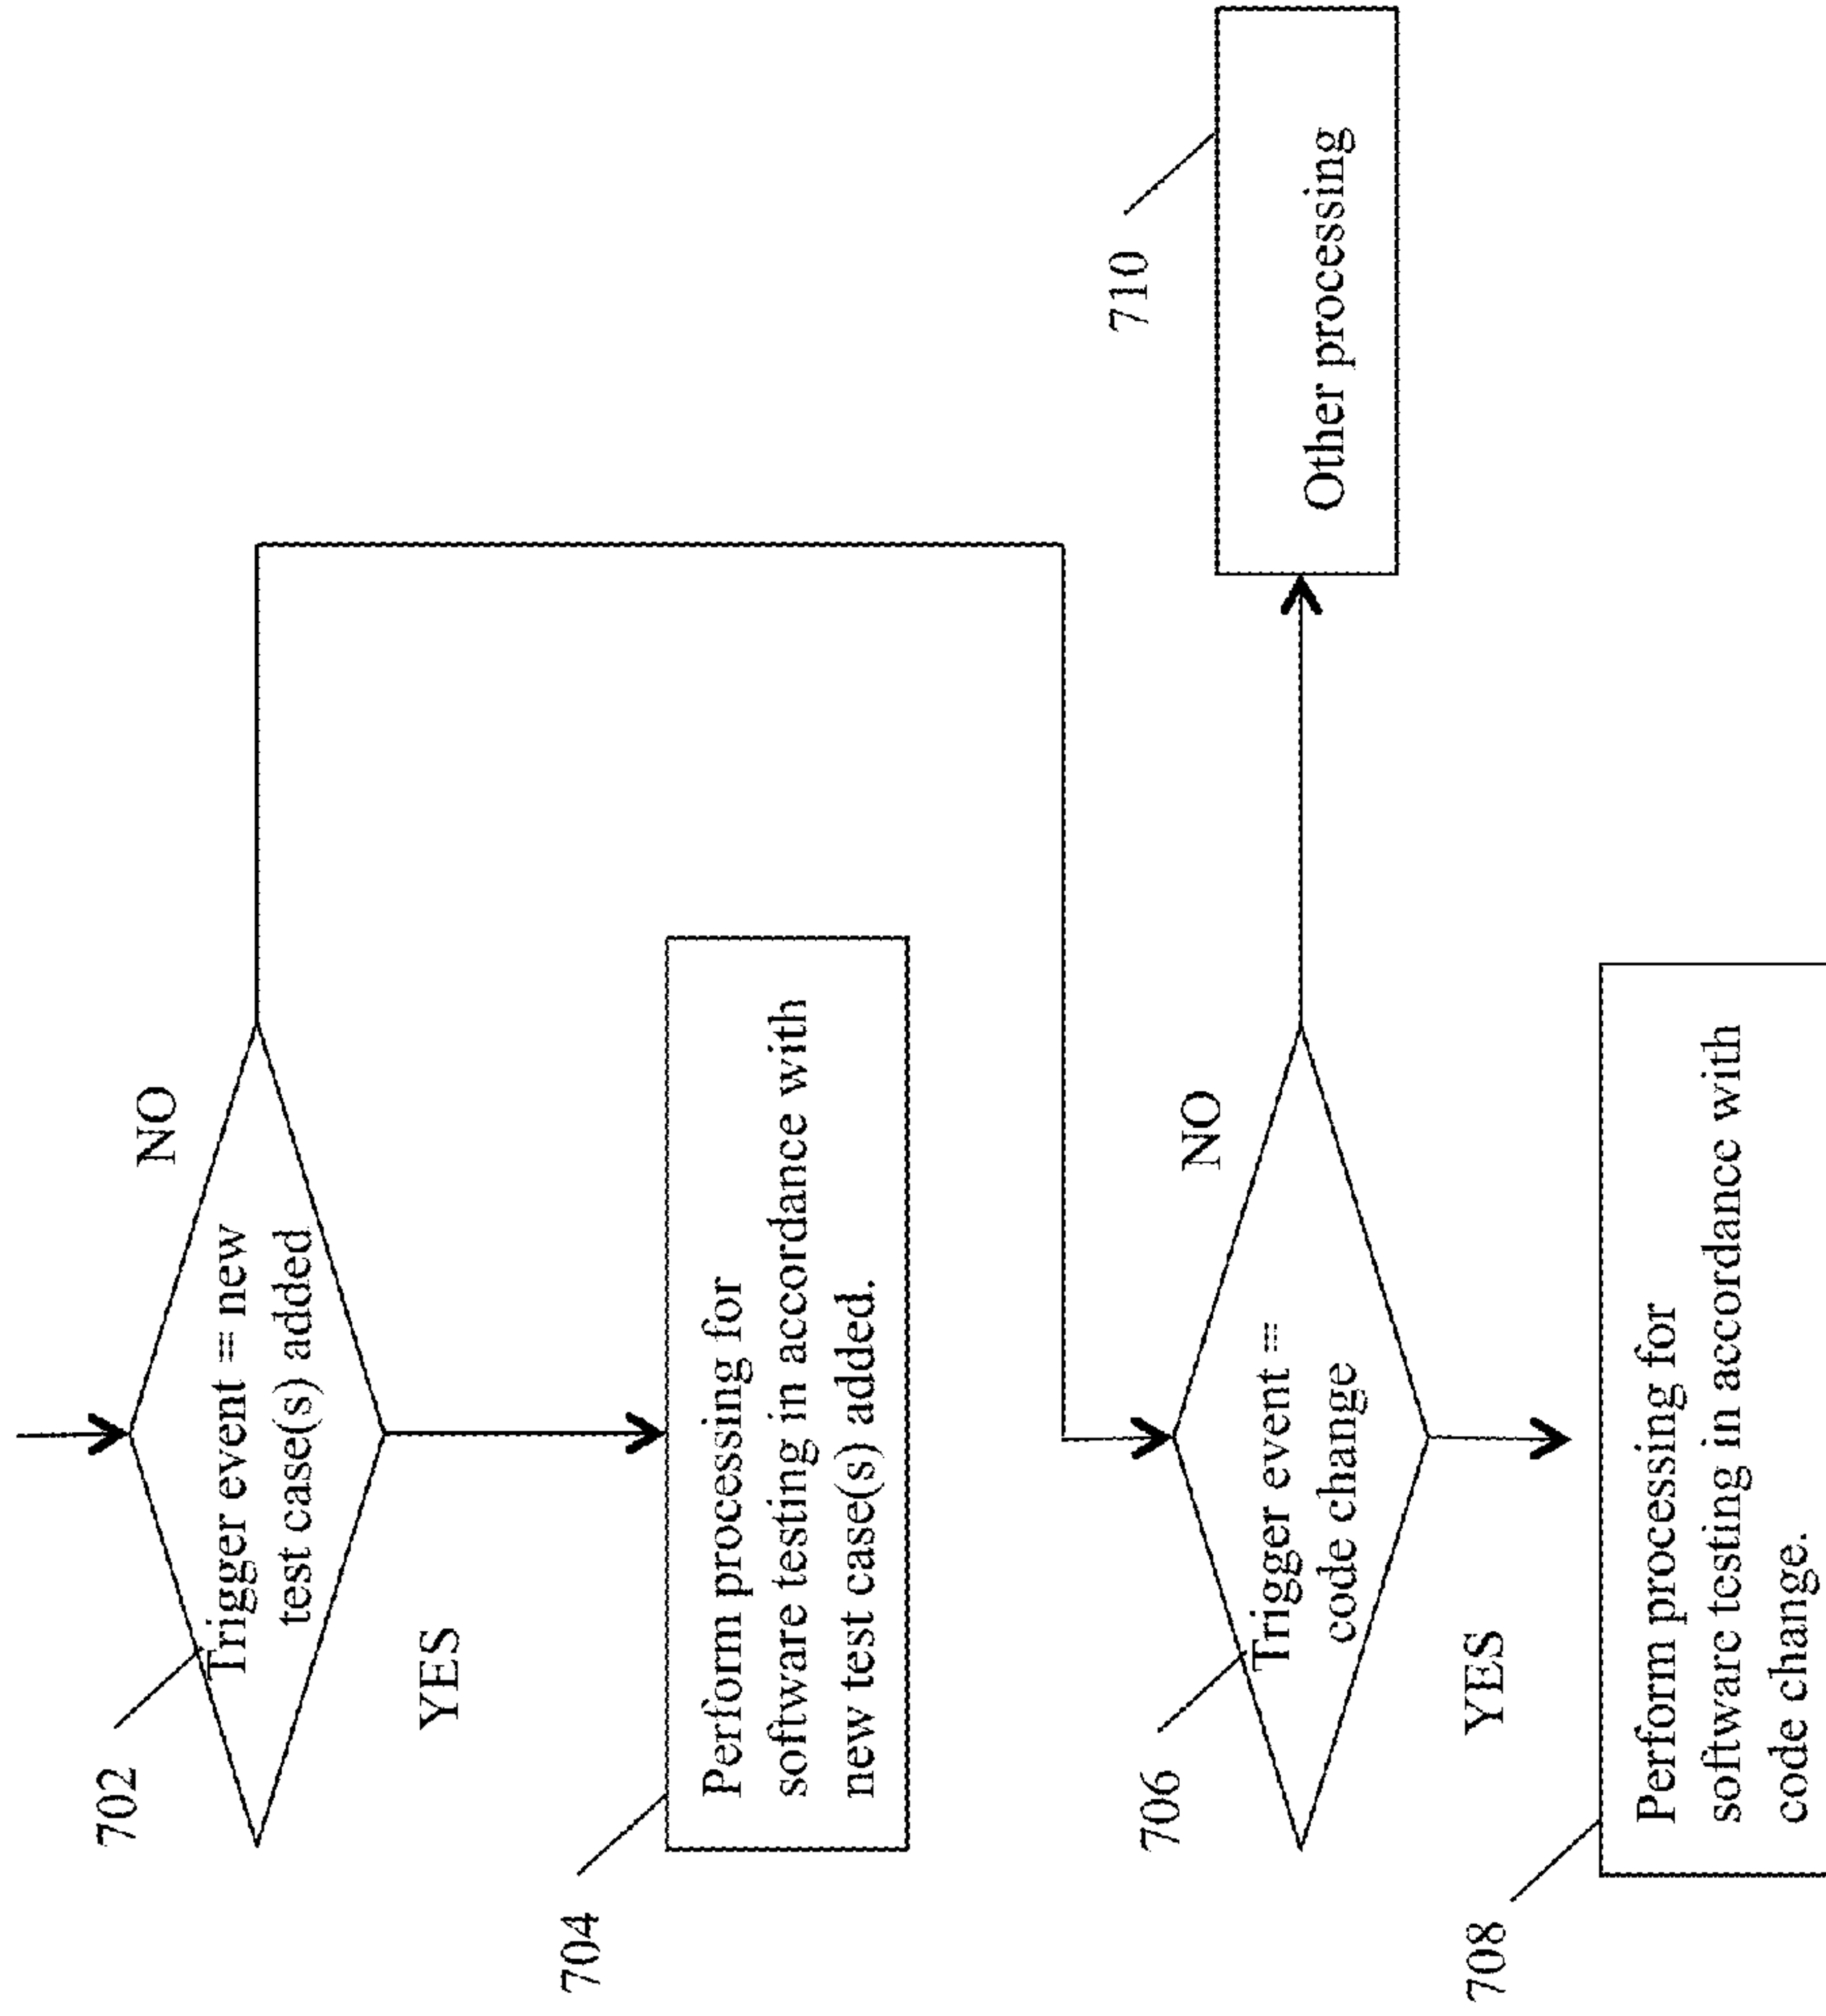 702
Trigger event = new
test case(s) added
NO
YES
704
Perform processing for
software testing in accordance with
new test case(s) added.
706
Trigger event =
code change
NO
710
Other processing
YES
708
Perform processing for
software testing in accordance with
code change.